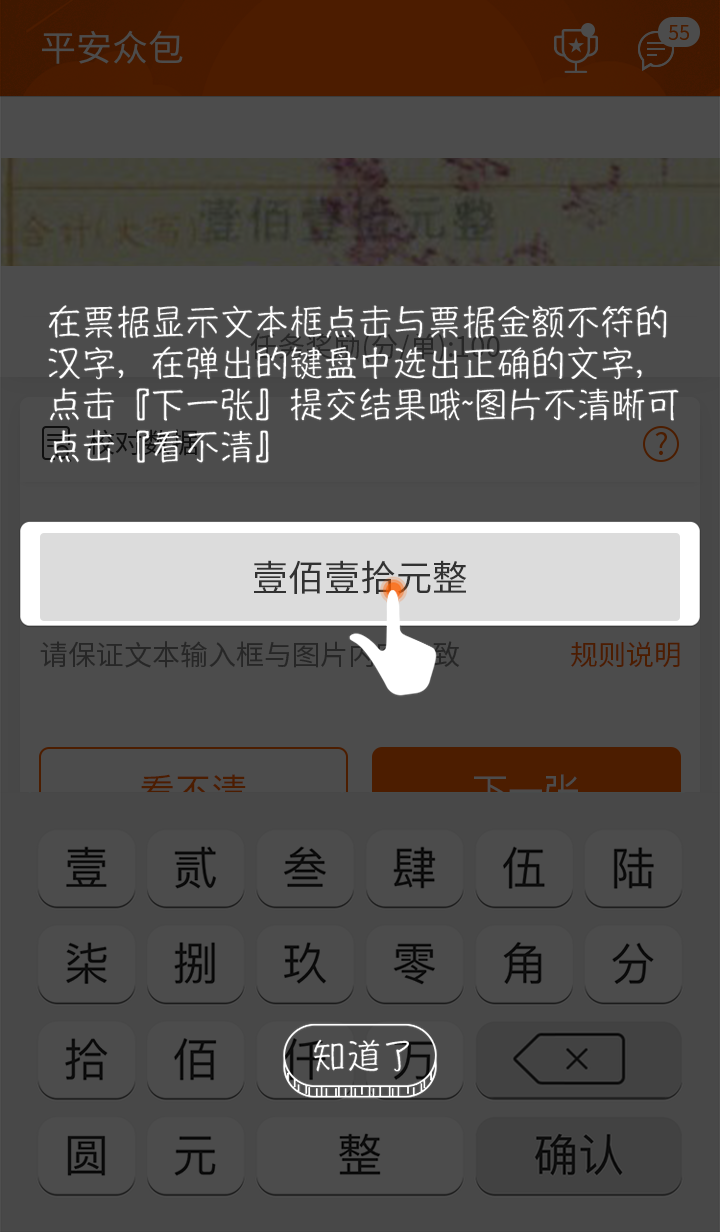 平安众包
55
合计(大写)
壹佰壹拾元整
在票据显示文本框点击与票据金额不符的
汉字，在弹出的键盘中选出正确的文字，
点击『下一张』提交结果哦~图片不清晰可
点击『看不清』
任务奖励(分/单):100
核对数据
?
壹佰壹拾元整
请保证文本输入框与图片内 致
规则说明
看不清
下一张
壹 贰 叁 肆 伍 陆
柒 捌 玖 零 角 分
拾 佰 仟 万
知道了
圆 元 整 确认